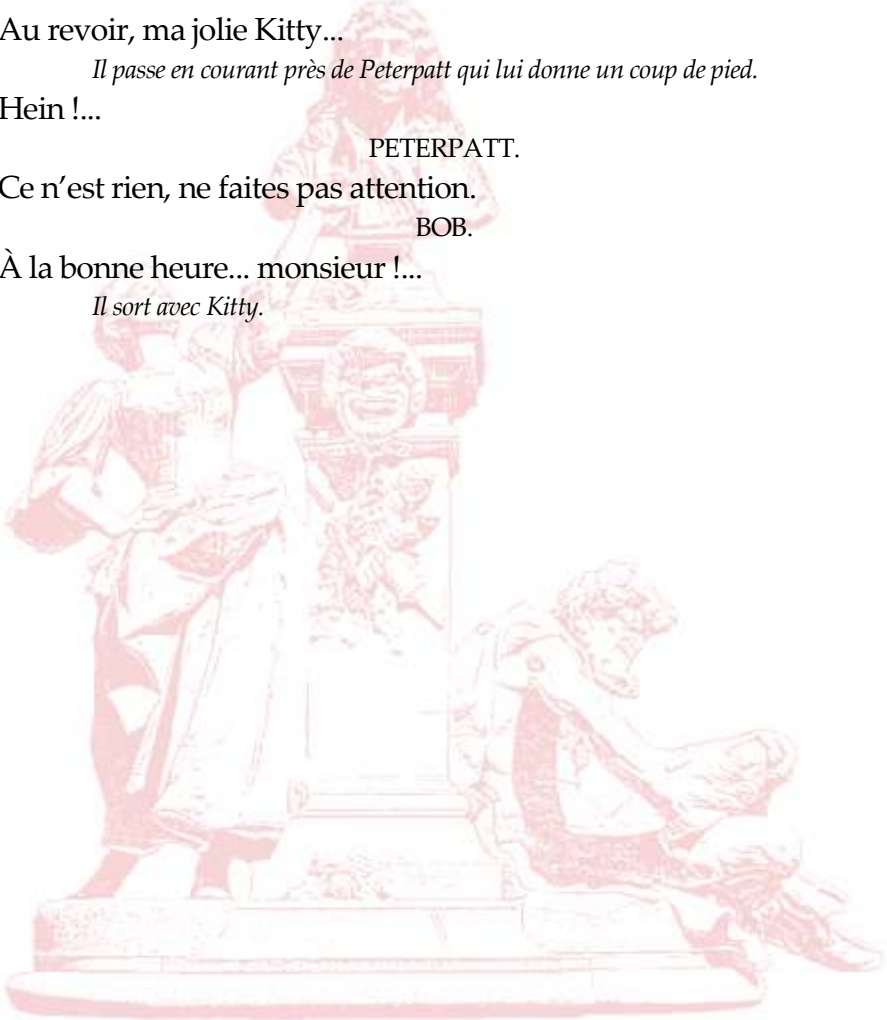 Au revoir, ma jolie Kitty...
Il passe en courant près de Peterpatt qui lui donne un coup de pied.
Hein !...
PETERPATT.
Ce n’est rien, ne faites pas attention.
BOB.
À la bonne heure... monsieur !...
Il sort avec Kitty.